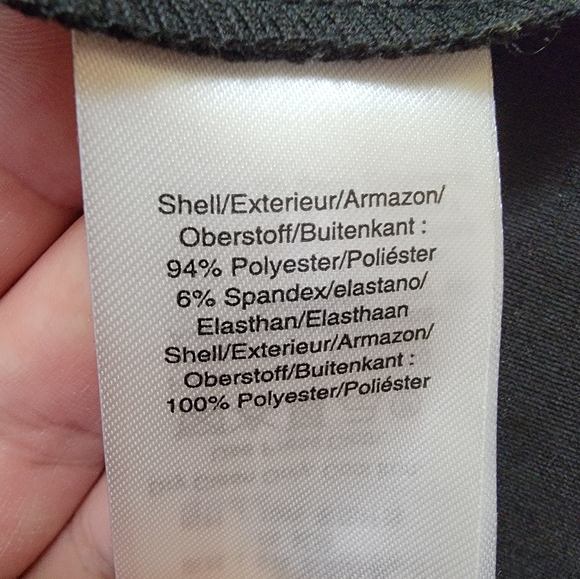 Shell/Exterieur/Armazon/
Oberstoff/Buitenkant :
94% Polyester/Poliéster
6% Spandex/elastano/
Elasthan/Elasthaan
Shell/Exterieur/Armazon/
Oberstoff/Buitenkant :
100% Polyester/Poliéster